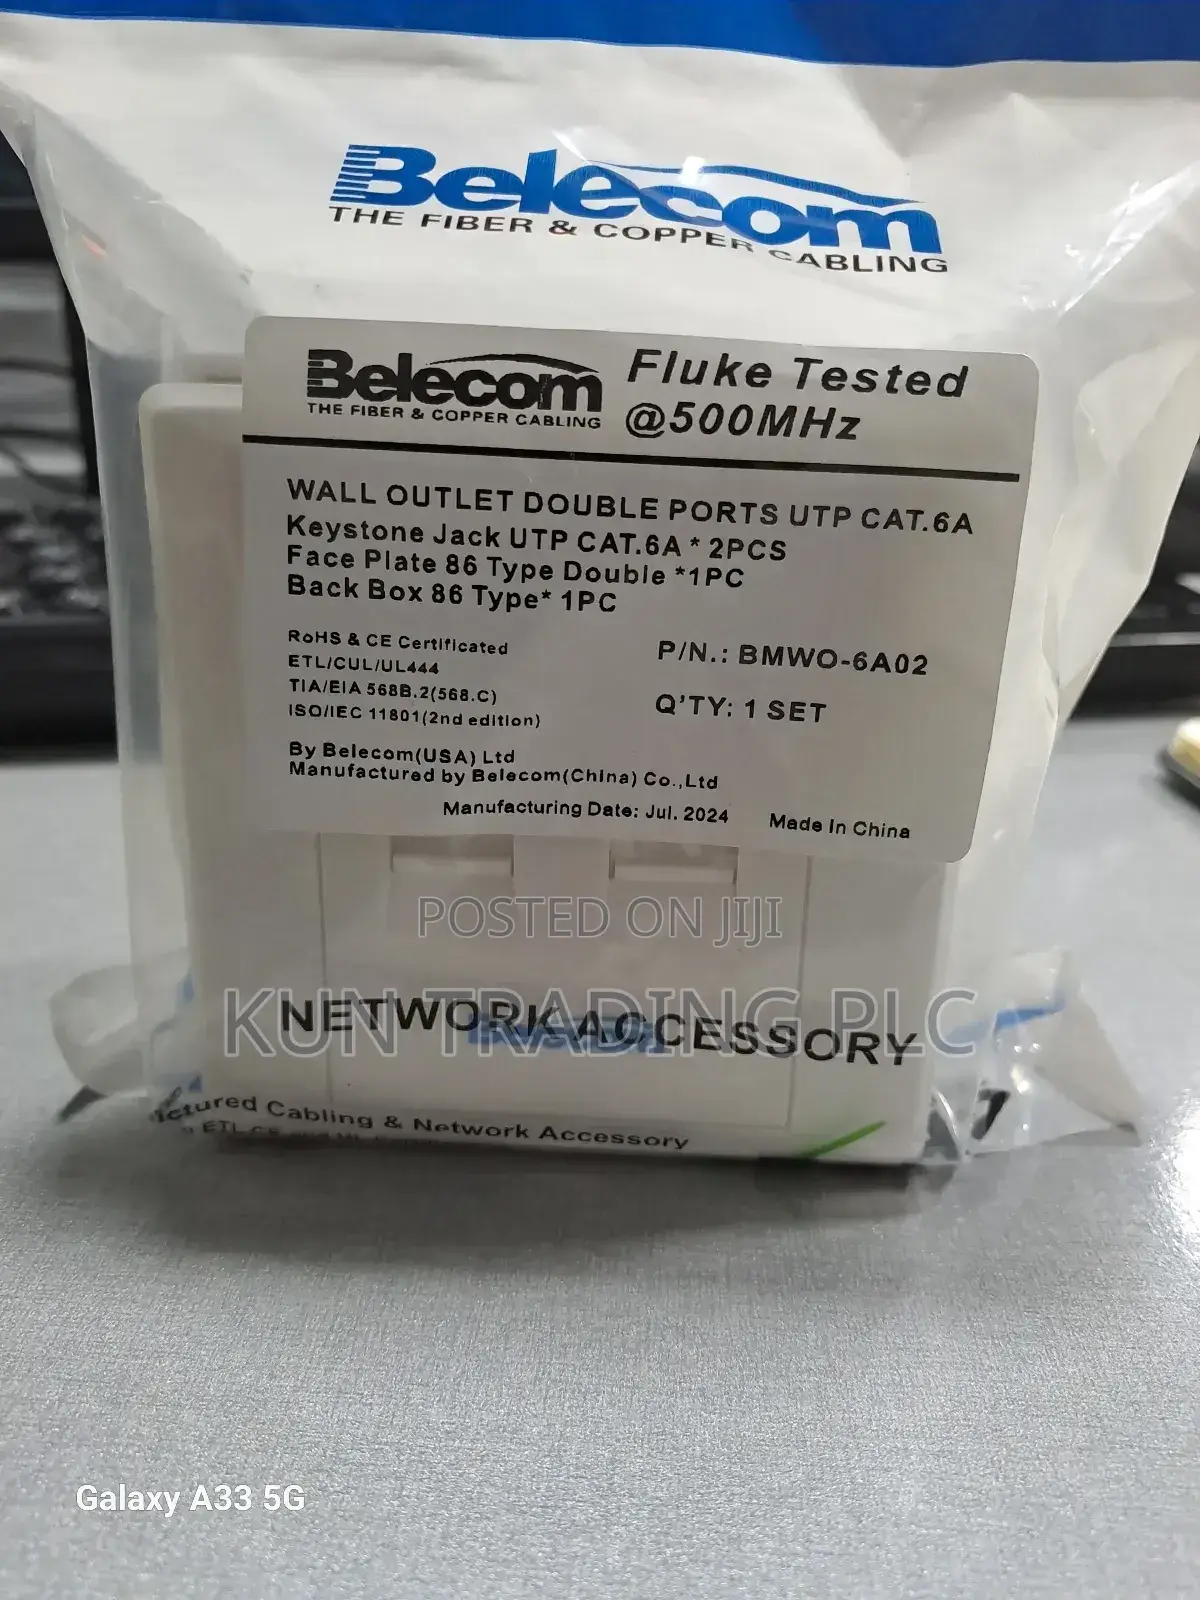 Belecom
THE FIBER & COPPER CABLING
Belecom
THE FIBER & COPPER CABLING
Fluke Tested
@500MHz
WALL OUTLET DOUBLE PORTS UTP CAT.6A
Keystone Jack UTP CAT.6A * 2PCS
Face Plate 86 Type Double *1PC
Back Box 86 Type* 1PC
RoHS & CE Certificated
ETL/CUL/UL444
TIA/EIA 568B.2(568.C)
ISO/IEC 11801(2nd edition)
P/N.: BMWO-6A02
Q'TY: 1 SET
By Belecom(USA) Ltd
Manufactured by Belecom(China) Co.,Ltd
Manufacturing Date: Jul. 2024 Made In China
POSTED ON JIJI
KUN TRADING PLC
NETWORK ACCESSORY
Cabling & Network Accessory
Galaxy A33 5G